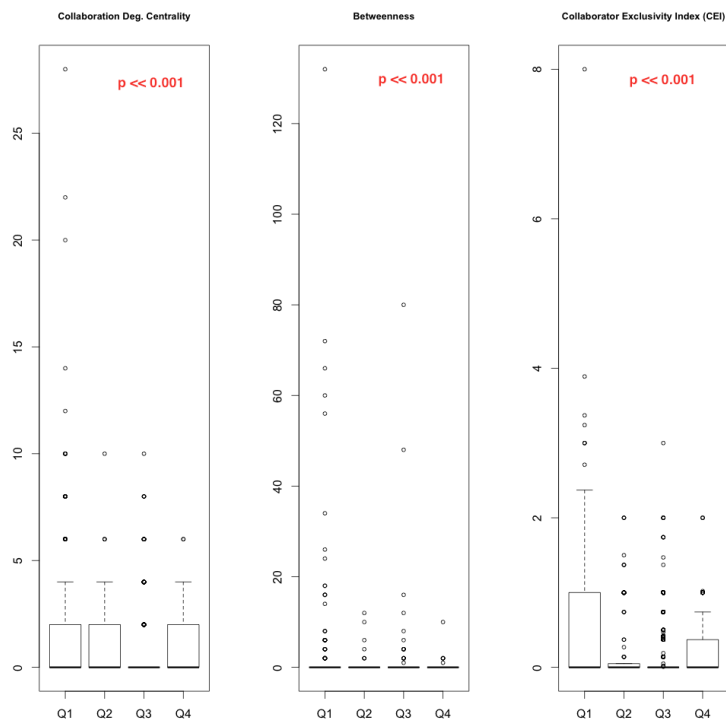 Collaboration Deg. Centrality
p << 0.001
25
20
15
10
5
0
Q1 Q2 Q3 Q4
Betweenness
p << 0.001
120
100
80
60
40
20
0
Q1 Q2 Q3 Q4
Collaborator Exclusivity Index (CEI)
p << 0.001
8
6
4
2
0
Q1 Q2 Q3 Q4